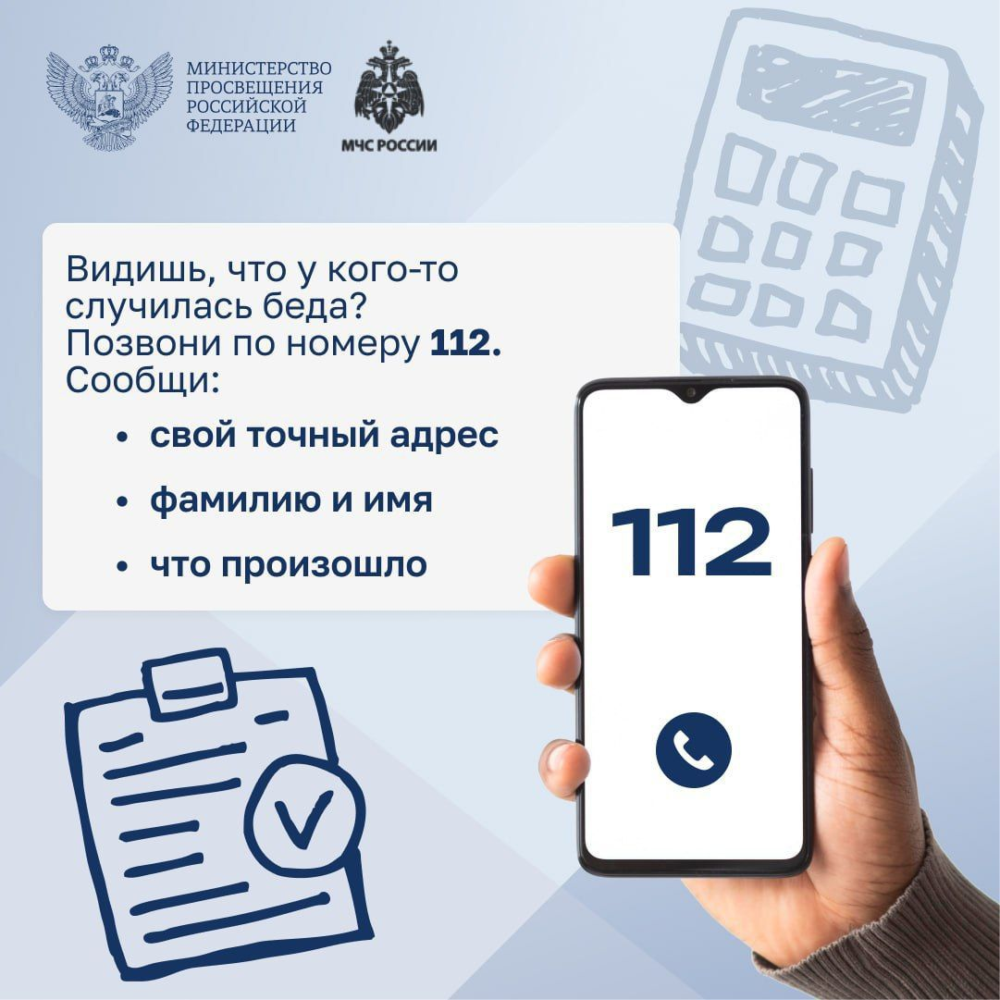 МИНИСТЕРСТВО
ПРОСВЕЩЕНИЯ
РОССИЙСКОЙ
ФЕДЕРАЦИИ
МЧС РОССИИ
Видишь, что у кого-то
случилась беда?
Позвони по номеру 112.
Сообщи:
• свой точный адрес
• фамилию и имя
• что произошло
112